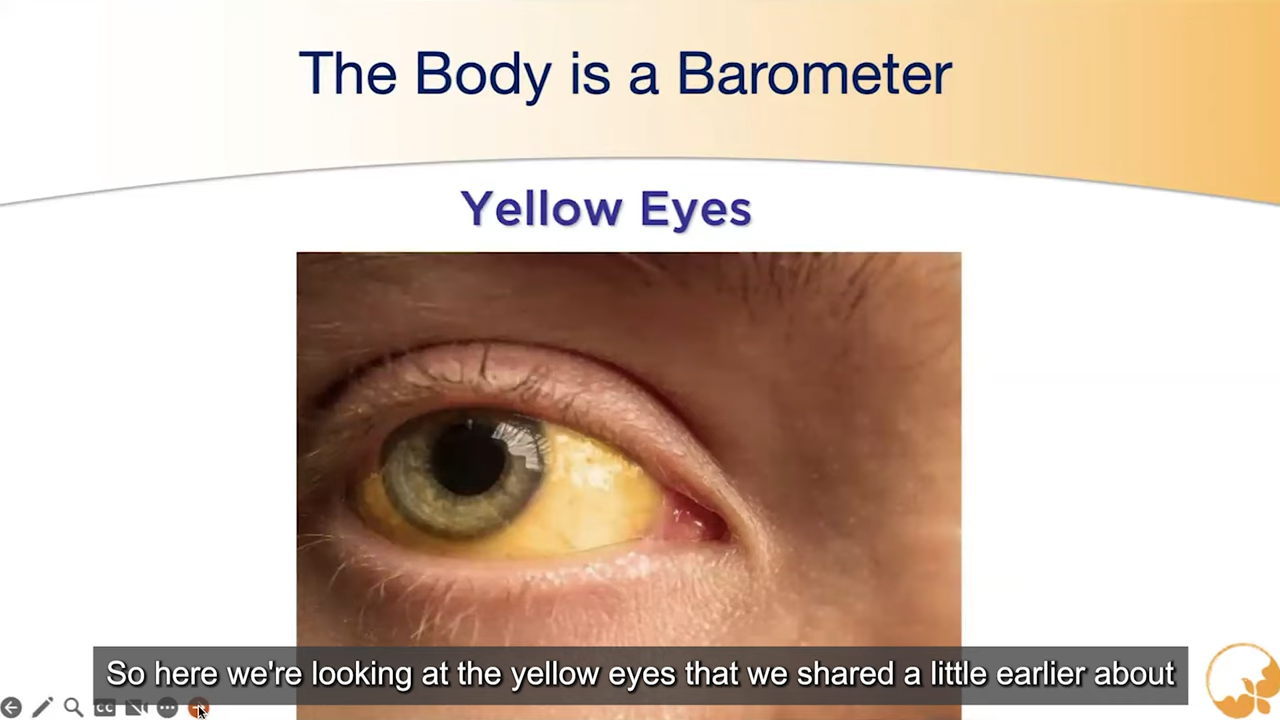 The Body is a Barometer
Yellow Eyes
So here we're looking at the yellow eyes that we shared a little earlier about
CC